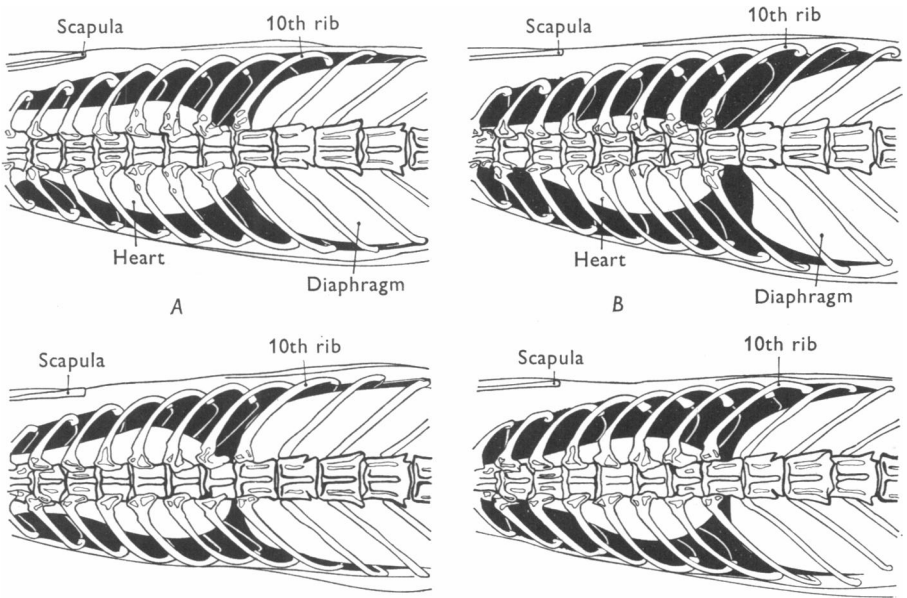 Scapula
10th rib
Heart
Diaphragm
A
Scapula
10th rib
Heart
Diaphragm
B
Scapula
10th rib
Scapula
10th rib